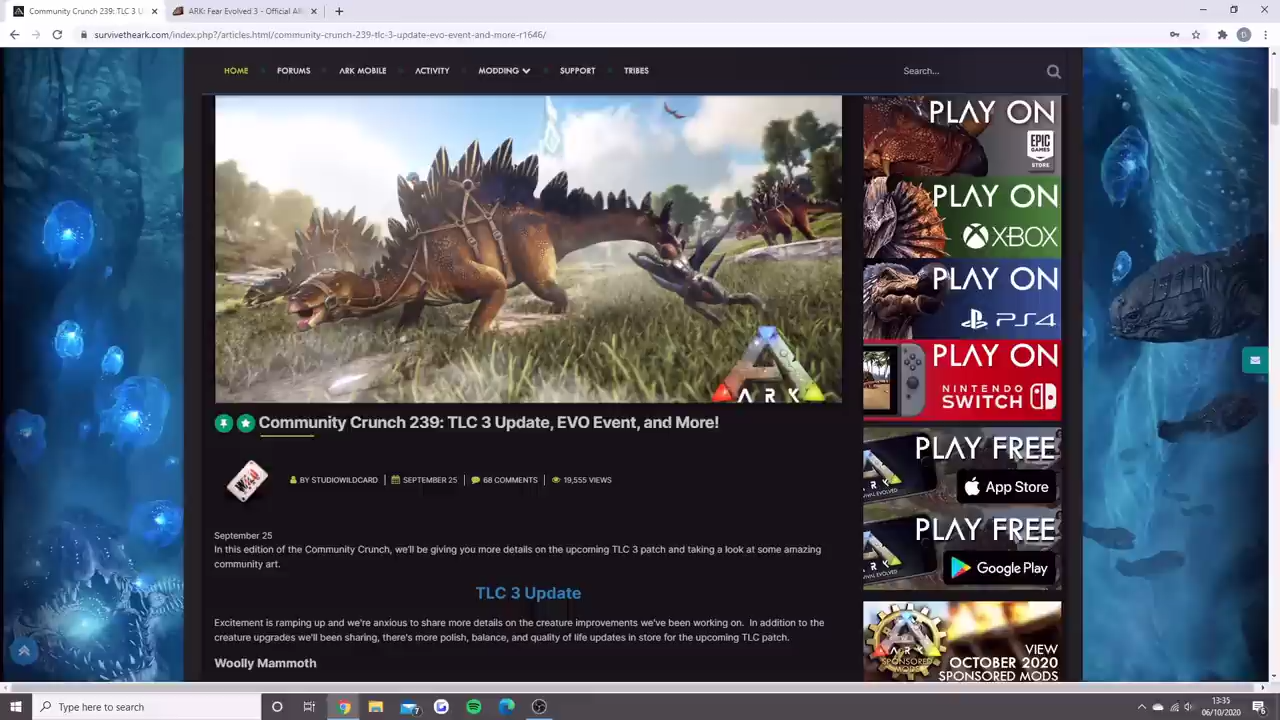 Community Crunch 239: TLC 3 U
ARK: Fear Evolved 3 - Official AR
survivetheark.com/index.php?/articles.html/community-crunch-239-tlc-3-update-evo-event-and-more-r1646/
HOME FORUMS ARK MOBILE ACTIVITY MODDING SUPPORT TRIBES Search...
PLAY ON
EPIC
GAMES
STORE
PLAY ON
XBOX
PLAY ON
PS4
PLAY ON
NINTENDO
SWITCH
ARK
Community Crunch 239: TLC 3 Update, EVO Event, and More!
BY STUDIOWILDCARD SEPTEMBER 25 68 COMMENTS 19,555 VIEWS
PLAY FREE
App Store
PLAY FREE
Google Play
September 25
In this edition of the Community Crunch, we'll be giving you more details on the upcoming TLC 3 patch and taking a look at some amazing
community art.
TLC 3 Update
Excitement is ramping up and we're anxious to share more details on the creature improvements we've been working on. In addition to the
creature upgrades we'll been sharing, there's more polish, balance, and quality of life updates in store for the upcoming TLC patch.
Woolly Mammoth
ARK
SPONSORED
MODS
VIEW
OCTOBER 2020
SPONSORED MODS
Type here to search
13:35
06/10/2020